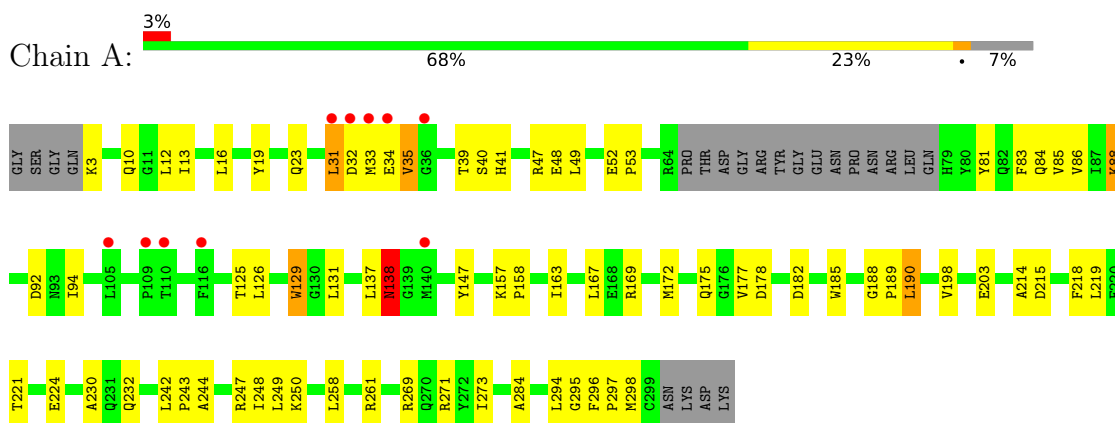 3%
Chain A:
68% 23% • 7%
GLY SER GLY GLN K3 Q10 G11 L12 I13 L16 Y19 Q23 L31 D32 M33 E34 V35 G36 T39 S40 H41 R47 E48 L49 E52 P53 R64 PRO THR ASP GLY ARG TYR GLY GLU ASN PRO ASN ARG LEU GLN H79 Y80 Y81 Q82 F83 Q84 V85 V86 I87 K88
D92 N93 I94 L105 P109 T110 F116 T125 L126 W129 G130 L131 L137 N138 G139 M140 Y147 K157 P158 I163 L167 E168 R169 M172 Q175 G176 V177 D178 D182 W185 G188 P189 L190 V198 E203 A214 D215 F218 L219 E220
T221 E224 A230 Q231 Q232 L242 P243 A244 R247 I248 L249 K250 L258 R261 R269 Q270 R271 Y272 I273 A284 L294 G295 F296 P297 M298 C299 ASN LYS ASP LYS